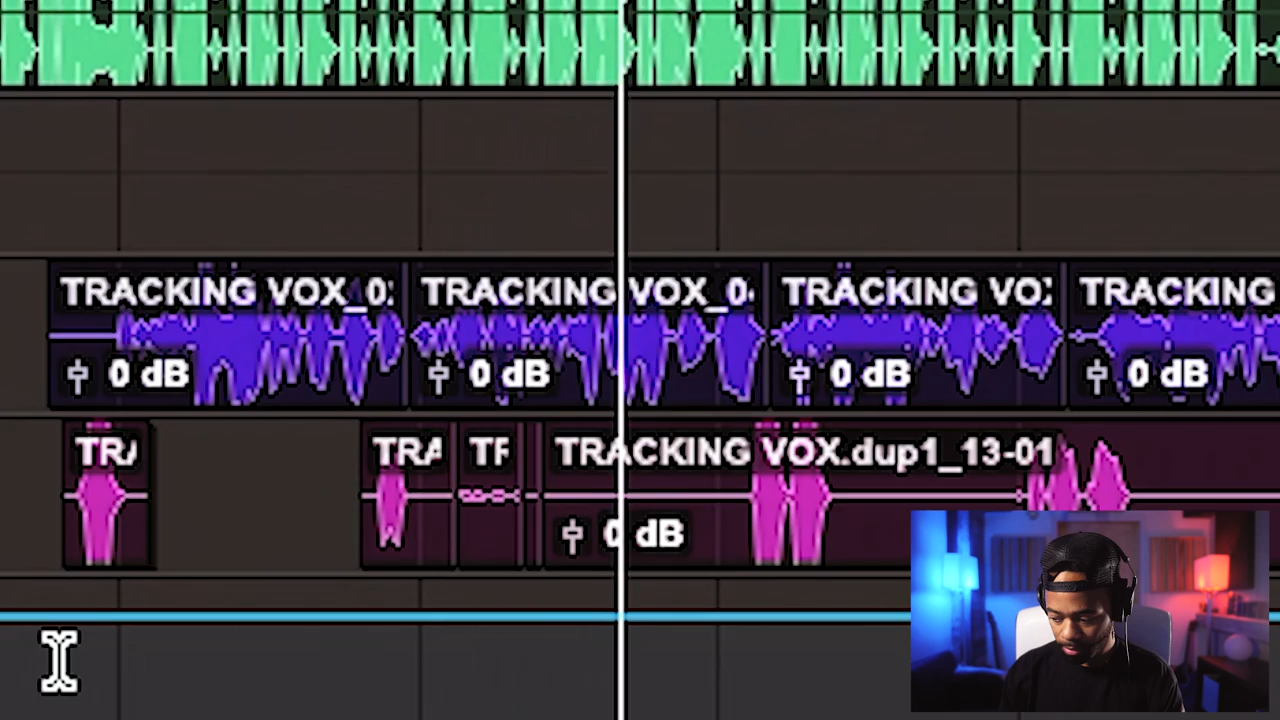 TRACKING VOX_0 TRACKING VOX_0 TRACKING VO TRACKING
0 dB 0 dB 0 dB 0 dB
TRA TRA TR TRACKING VOX.dup1_13-01
0 dB